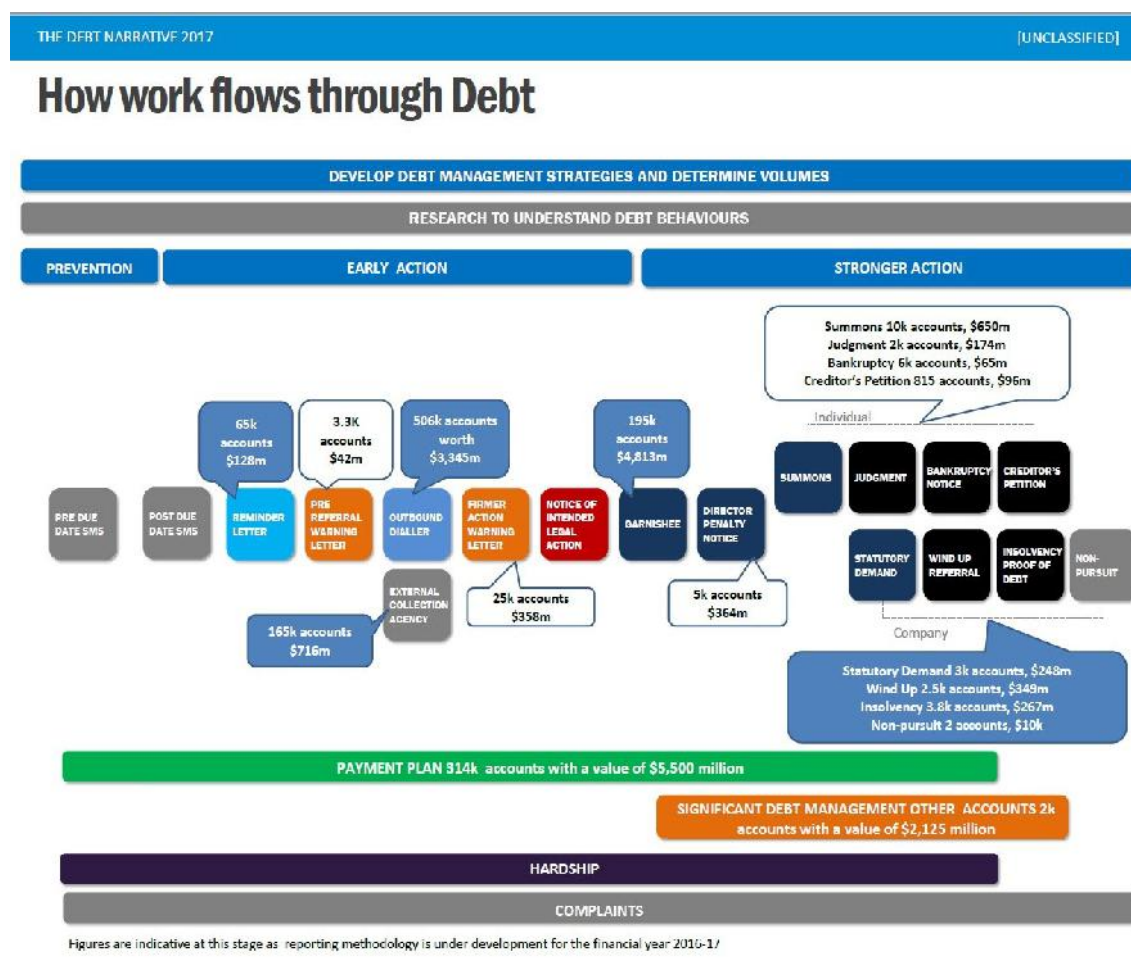 THE DEBT NARRATIVE 2017
[UNCLASSIFIED]
How work flows through Debt
DEVELOP DEBT MANAGEMENT STRATEGIES AND DETERMINE VOLUMES
RESEARCH TO UNDERSTAND DEBT BEHAVIOURS
PREVENTION
EARLY ACTION
STRONGER ACTION
Summons 10k accounts, $650m
Judgment 2k accounts, $174m
Bankruptcy 6k accounts, $65m
Creditor's Petition 815 accounts, $96m
Individual
65k
accounts
$128m
3.3K
accounts
$42m
506k accounts
worth
$3,345m
195k
accounts
$4,813m
SUMMONS
JUDGMENT
BANKRUPTCY
NOTICE
CREDITOR'S
PETITION
PRE DUE
DATE SMS
POST DUE
DATE SMS
REMINDER
LETTER
PRE
REFERRAL
WARNING
LETTER
OUTBOUND
DIALLER
FIRMER
ACTION
WARNING
LETTER
NOTICE OF
INTENDED
LEGAL
ACTION
GARNISHEE
DIRECTOR
PENALTY
NOTICE
STATUTORY
DEMAND
WIND UP
REFERRAL
INSOLVENCY
PROOF OF
DEBT
NON-
PURSUIT
EXTERNAL
COLLECTION
AGENCY
165k accounts
$716m
25k accounts
$358m
5k accounts
$364m
Company
Statutory Demand 3k accounts, $248m
Wind Up 2.5k accounts, $349m
Insolvency 3.8k accounts, $267m
Non-pursuit 2 accounts, $10k
PAYMENT PLAN 314k accounts with a value of $5,500 million
SIGNIFICANT DEBT MANAGEMENT OTHER ACCOUNTS 2k
accounts with a value of $2,125 million
HARDSHIP
COMPLAINTS
Figures are indicative at this stage as reporting methodology is under development for the financial year 2016-17